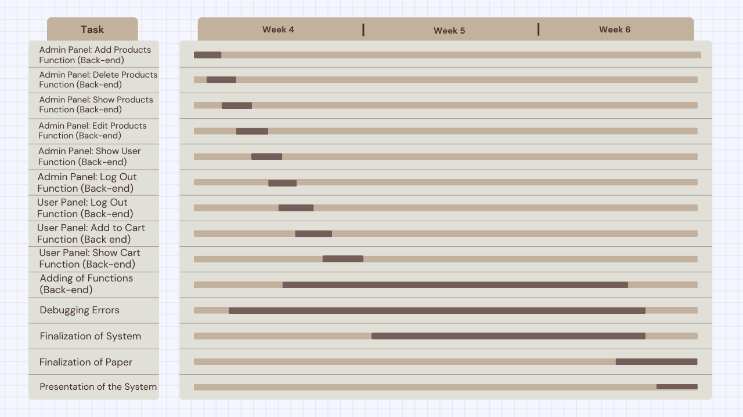 Task
Week 4
Week 5
Week 6
Admin Panel: Add Products
Function (Back-end)
Admin Panel: Delete Products
Function (Back-end)
Admin Panel: Show Products
Function (Back-end)
Admin Panel: Edit Products
Function (Back end)
Admin Panel: Show User
Function (Back-end)
Admin Panel: Log Out
Function (Back-end)
User Panel: Log Out
Function (Back-end)
User Panel: Add to Cart
Function (Back end)
User Panel: Show Cart
Function (Back-end)
Adding of Functions
(Back-end)
Debugging Errors
Finalization of System
Finalization of Paper
Presentation of the System